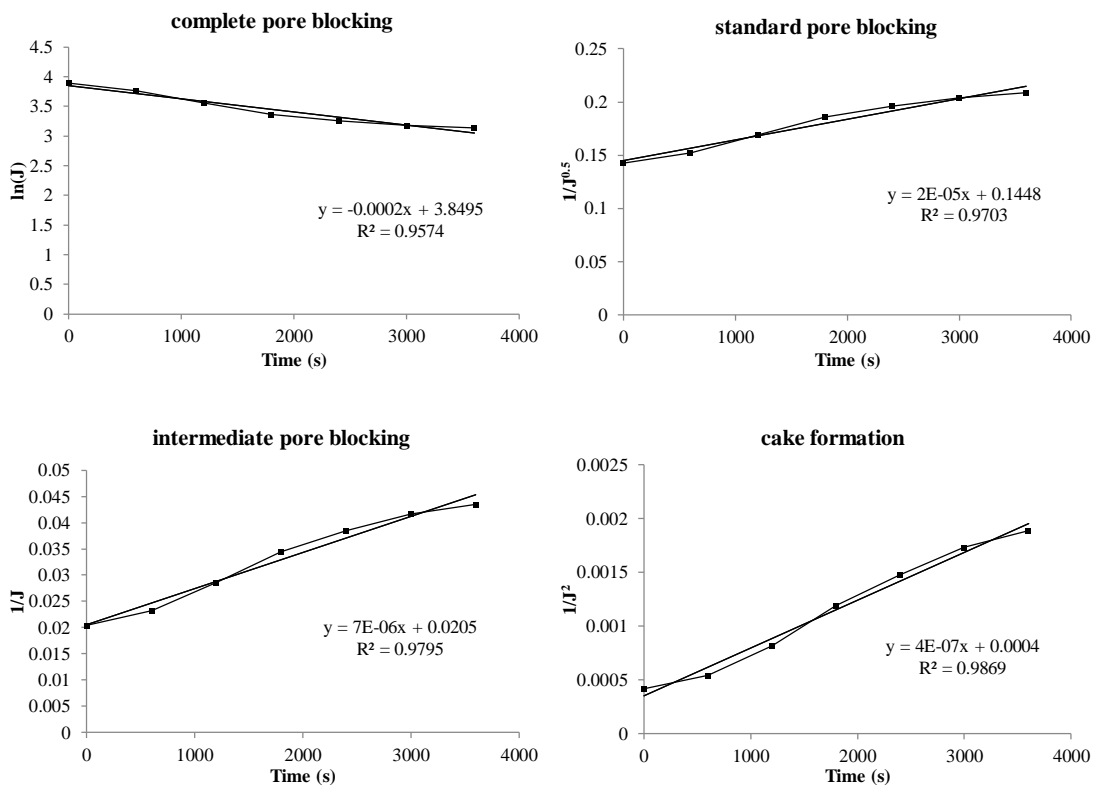 complete pore blocking
4.5
4
3.5
3
2.5
2
1.5
1
0.5
0
ln(J)
y = -0.0002x + 3.8495
R² = 0.9574
0 1000 2000 3000 4000
Time (s)
standard pore blocking
0.25
0.2
0.15
0.1
0.05
0
1/J^0.5
y = 2E-05x + 0.1448
R² = 0.9703
0 1000 2000 3000 4000
Time (s)
intermediate pore blocking
0.05
0.045
0.04
0.035
0.03
0.025
0.02
0.015
0.01
0.005
0
1/J
y = 7E-06x + 0.0205
R² = 0.9795
0 1000 2000 3000 4000
Time (s)
cake formation
0.0025
0.002
0.0015
0.001
0.0005
0
1/J²
y = 4E-07x + 0.0004
R² = 0.9869
0 1000 2000 3000 4000
Time (s)